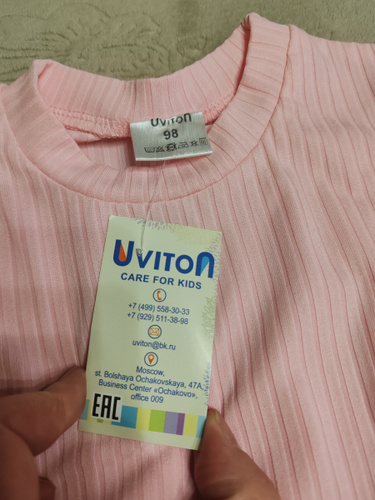 UVITON
98
UVITON
CARE FOR KIDS
+7 (499) 558-30-33
+7 (929) 511-38-98
uviton@bk.ru
Moscow,
st. Bolshaya Ochakovskaya, 47A,
Business Center «Ochakovo»,
office 009
EAC